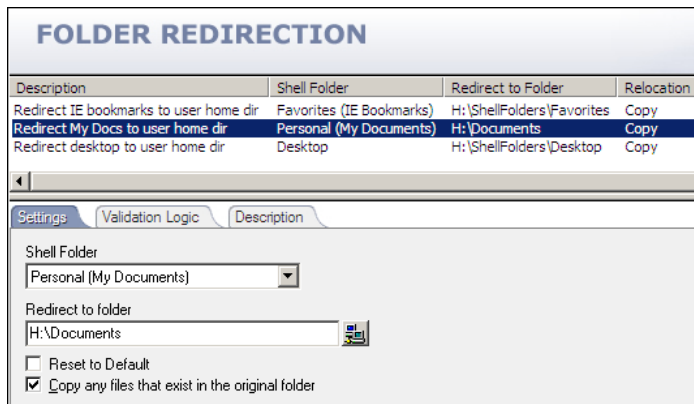 FOLDER REDIRECTION
Description Shell Folder Redirect to Folder Relocation
Redirect IE bookmarks to user home dir Favorites (IE Bookmarks) H:\ShellFolders\Favorites Copy
Redirect My Docs to user home dir Personal (My Documents) H:\Documents Copy
Redirect desktop to user home dir Desktop H:\ShellFolders\Desktop Copy
Settings Validation Logic Description
Shell Folder
Personal (My Documents)
Redirect to folder
H:\Documents
Reset to Default
Copy any files that exist in the original folder